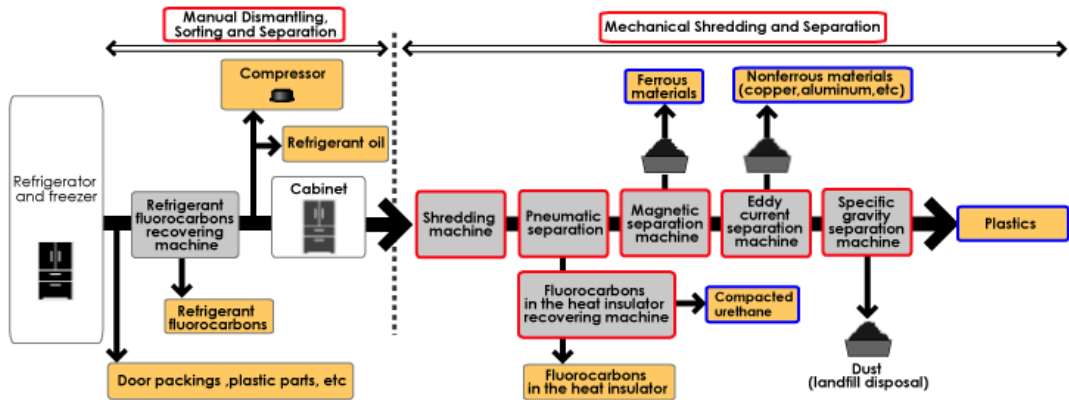 Manual Dismantling,
Sorting and Separation
Mechanical Shredding and Separation
Compressor
Refrigerant oil
Ferrous
materials
Nonferrous materials
(copper,aluminum,etc)
Refrigerator
and freezer
Refrigerant
fluorocarbons
recovering
machine
Cabinet
Shredding
machine
Pneumatic
separation
Magnetic
separation
machine
Eddy
current
separation
machine
Specific
gravity
separation
machine
Plastics
Refrigerant
fluorocarbons
Fluorocarbons
in the heat insulator
recovering machine
Compacted
urethane
Door packings ,plastic parts, etc
Fluorocarbons
in the heat insulator
Dust
(landfill disposal)